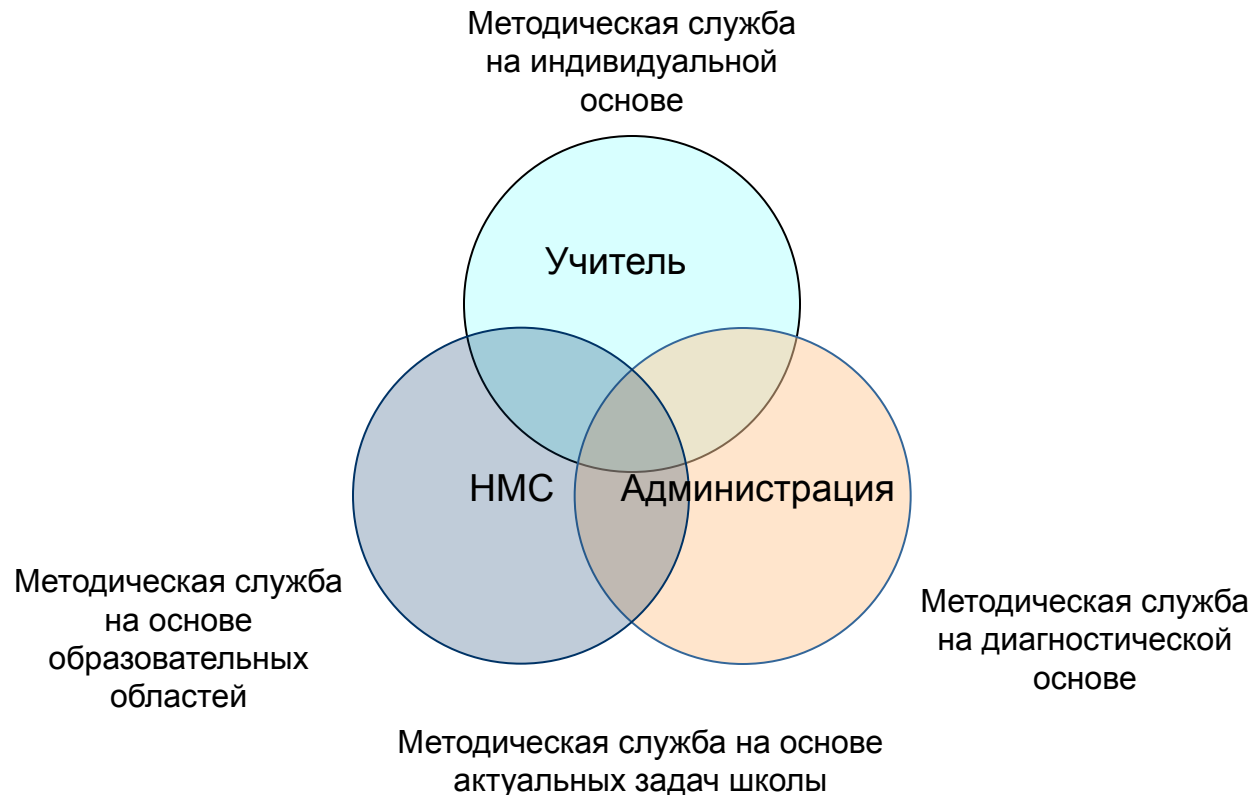 Методическая служба
на индивидуальной
основе
Учитель
НМС
Администрация
Методическая служба
на основе
образовательных
областей
Методическая служба
на диагностической
основе
Методическая служба на основе
актуальных задач школы